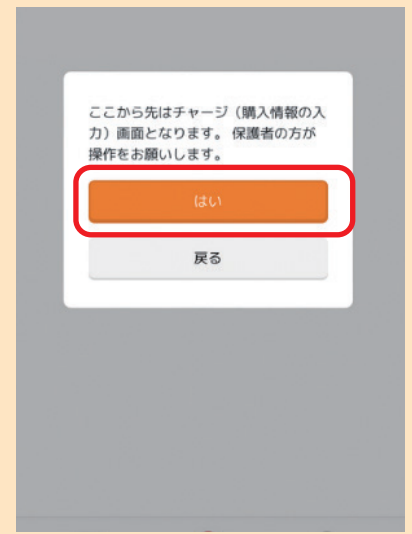 ここから先はチャージ（購入情報の入
力）画面となります。 保護者の方が
操作をお願いします。
はい
戻る